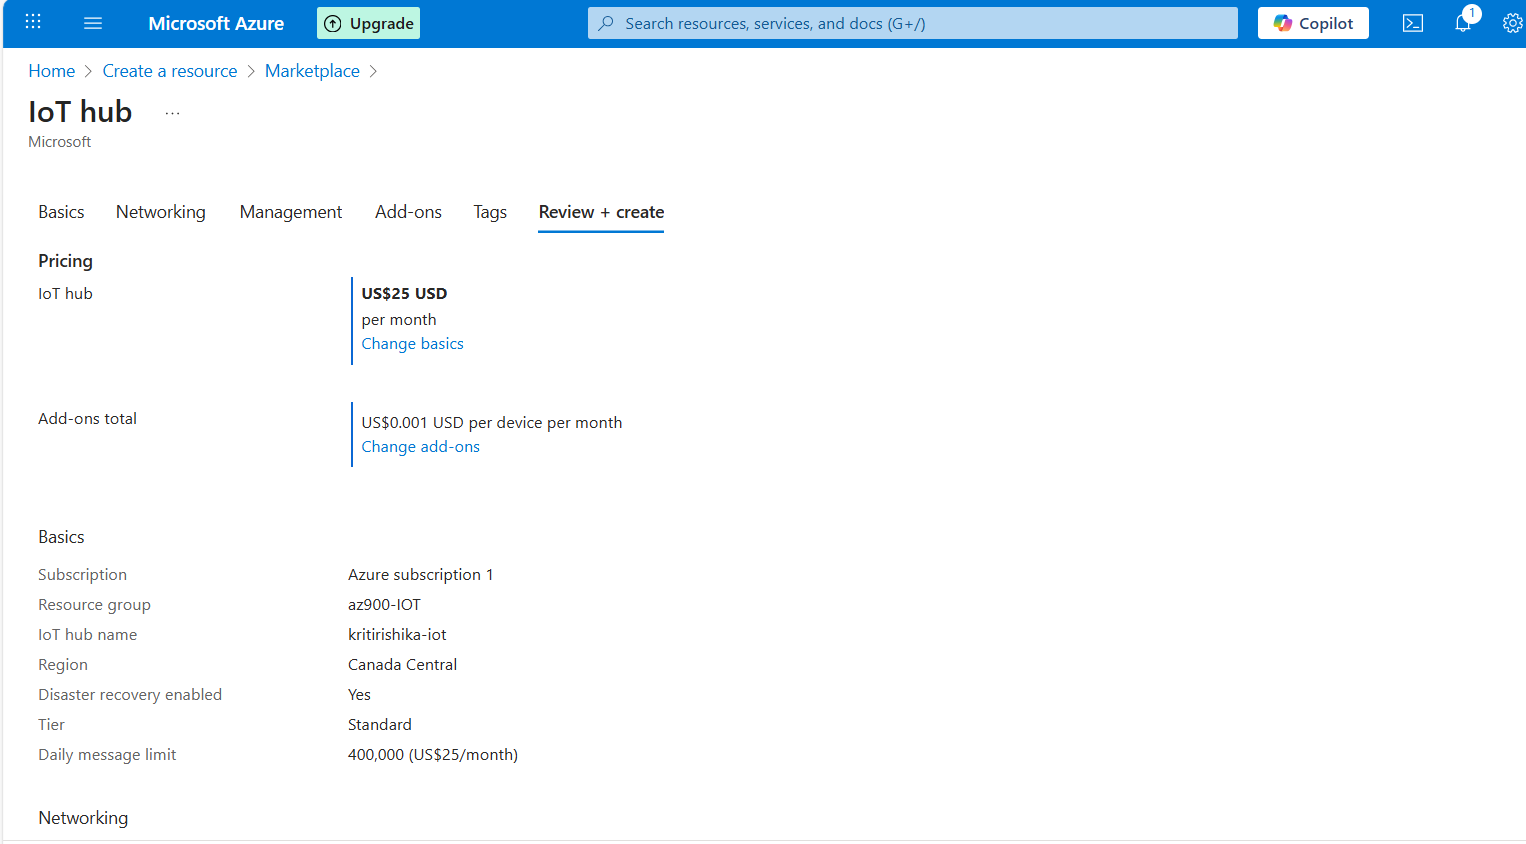 Microsoft Azure Upgrade Search resources, services, and docs (G+/) Copilot 1
Home > Create a resource > Marketplace >
IoT hub ...
Microsoft
Basics Networking Management Add-ons Tags Review + create
Pricing
IoT hub US$25 USD
per month
Change basics
Add-ons total US$0.001 USD per device per month
Change add-ons
Basics
Subscription Azure subscription 1
Resource group az900-IOT
IoT hub name kritirishika-iot
Region Canada Central
Disaster recovery enabled Yes
Tier Standard
Daily message limit 400,000 (US$25/month)
Networking